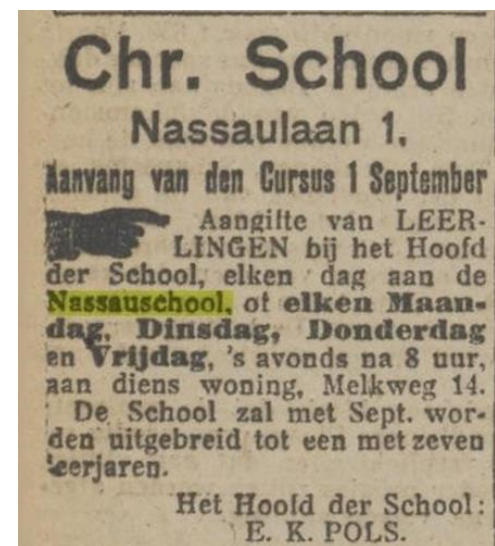 Chr. School
Nassaulaan 1,
Aanvang van den Cursus 1 September
Aangifte van LEER-
LINGEN bij het Hoofd
der School, elken dag aan de
Nassauschool, of elken Maan-
dag, Dinsdag, Donderdag
en Vrijdag, 's avonds na 8 uur,
aan diens woning, Melkweg 14.
De School zal met Sept. wor-
den uitgebreid tot een met zeven
leerjaren.
Het Hoofd der School:
E. K. POLS.